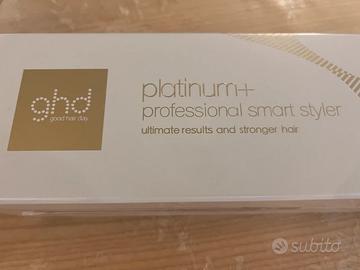 ghd
good hair day
platinum+
professional smart styler
ultimate results and stronger hair
subito